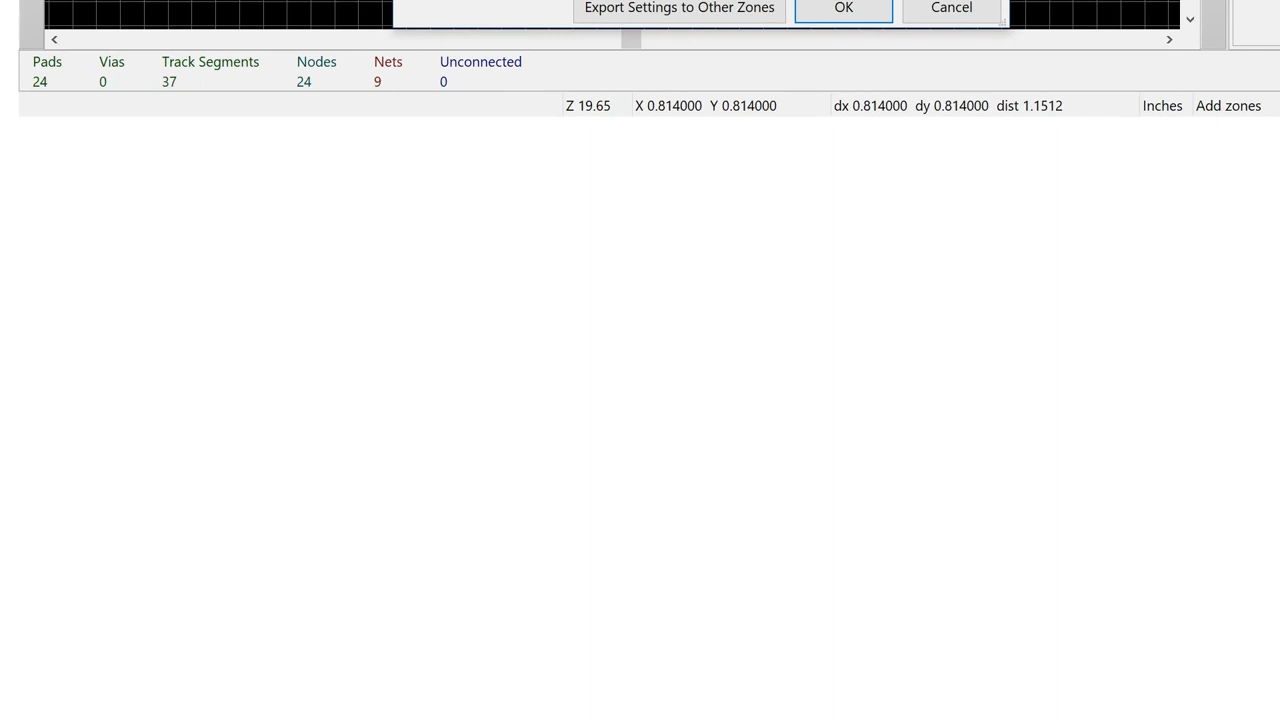 Export Settings to Other Zones OK Cancel
Pads Vias Track Segments Nodes Nets Unconnected
24 0 37 24 9 0
Z 19.65 X 0.814000 Y 0.814000 dx 0.814000 dy 0.814000 dist 1.1512 Inches Add zones